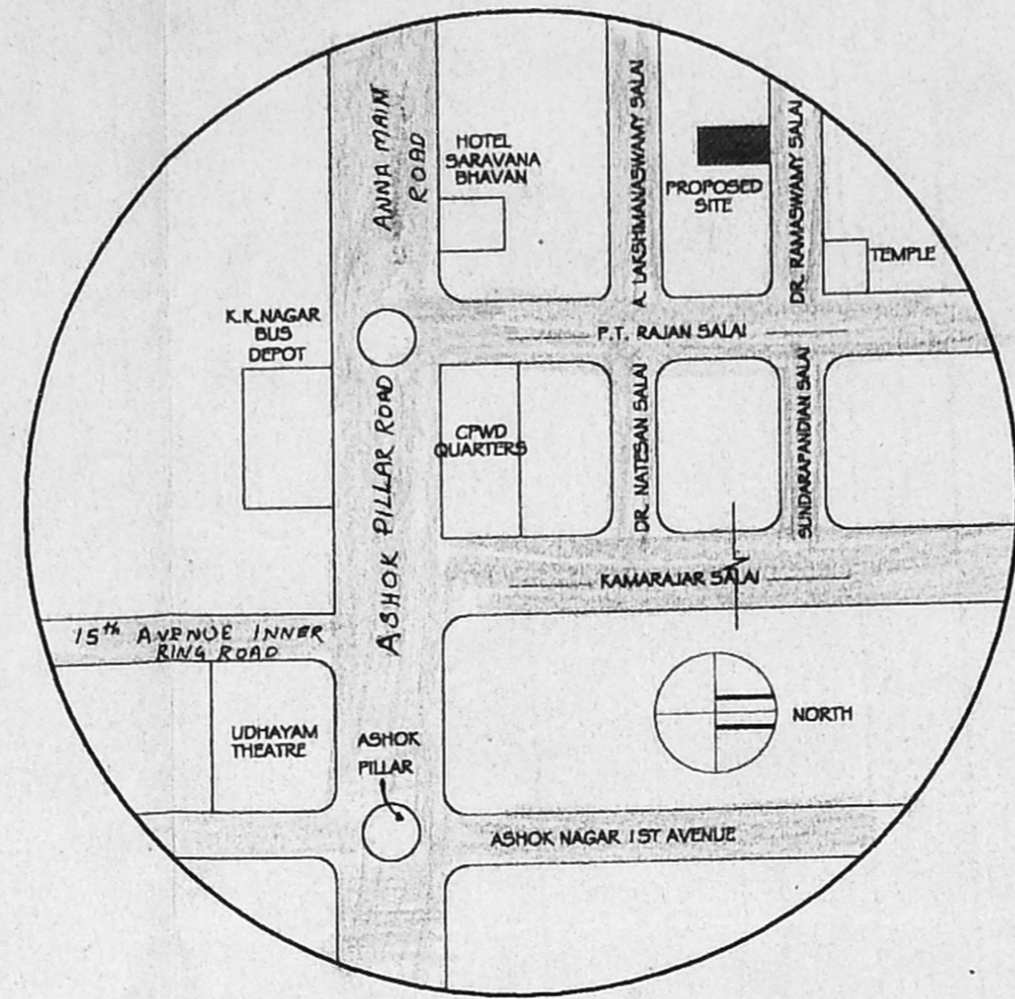 ANNA MAIN
ROAD
HOTEL
SARAVANA
BHAVAN
A. LAKSHMANASWAMY SALAI
PROPOSED
SITE
DR. RAMASWAMY SALAI
TEMPLE
K.K.NAGAR
BUS
DEPOT
P.T. RAJAN SALAI
ASHOK PILLAR ROAD
CPWD
QUARTERS
DR. NATESAN SALAI
SUNDARAPANDIAN SALAI
KAMARAJAR SALAI
15th AVENUE INNER
RING ROAD
UDHAYAM
THEATRE
ASHOK
PILLAR
NORTH
ASHOK NAGAR 1ST AVENUE